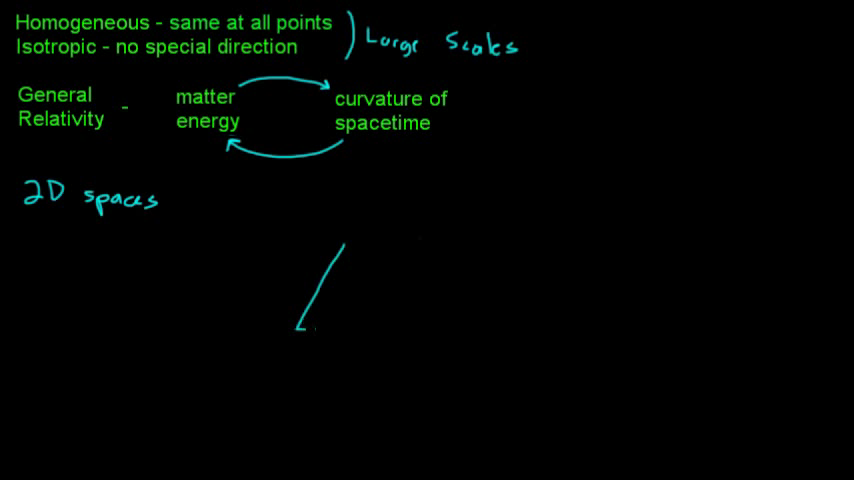 Homogeneous - same at all points
Isotropic - no special direction
Large Scales
General Relativity - matter energy
curvature of spacetime
2D spaces